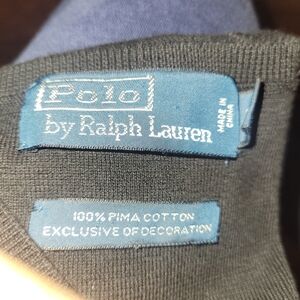 Polo
by Ralph Lauren
MADE IN
CHINA
100% PIMA COTTON
EXCLUSIVE OF DECORATION